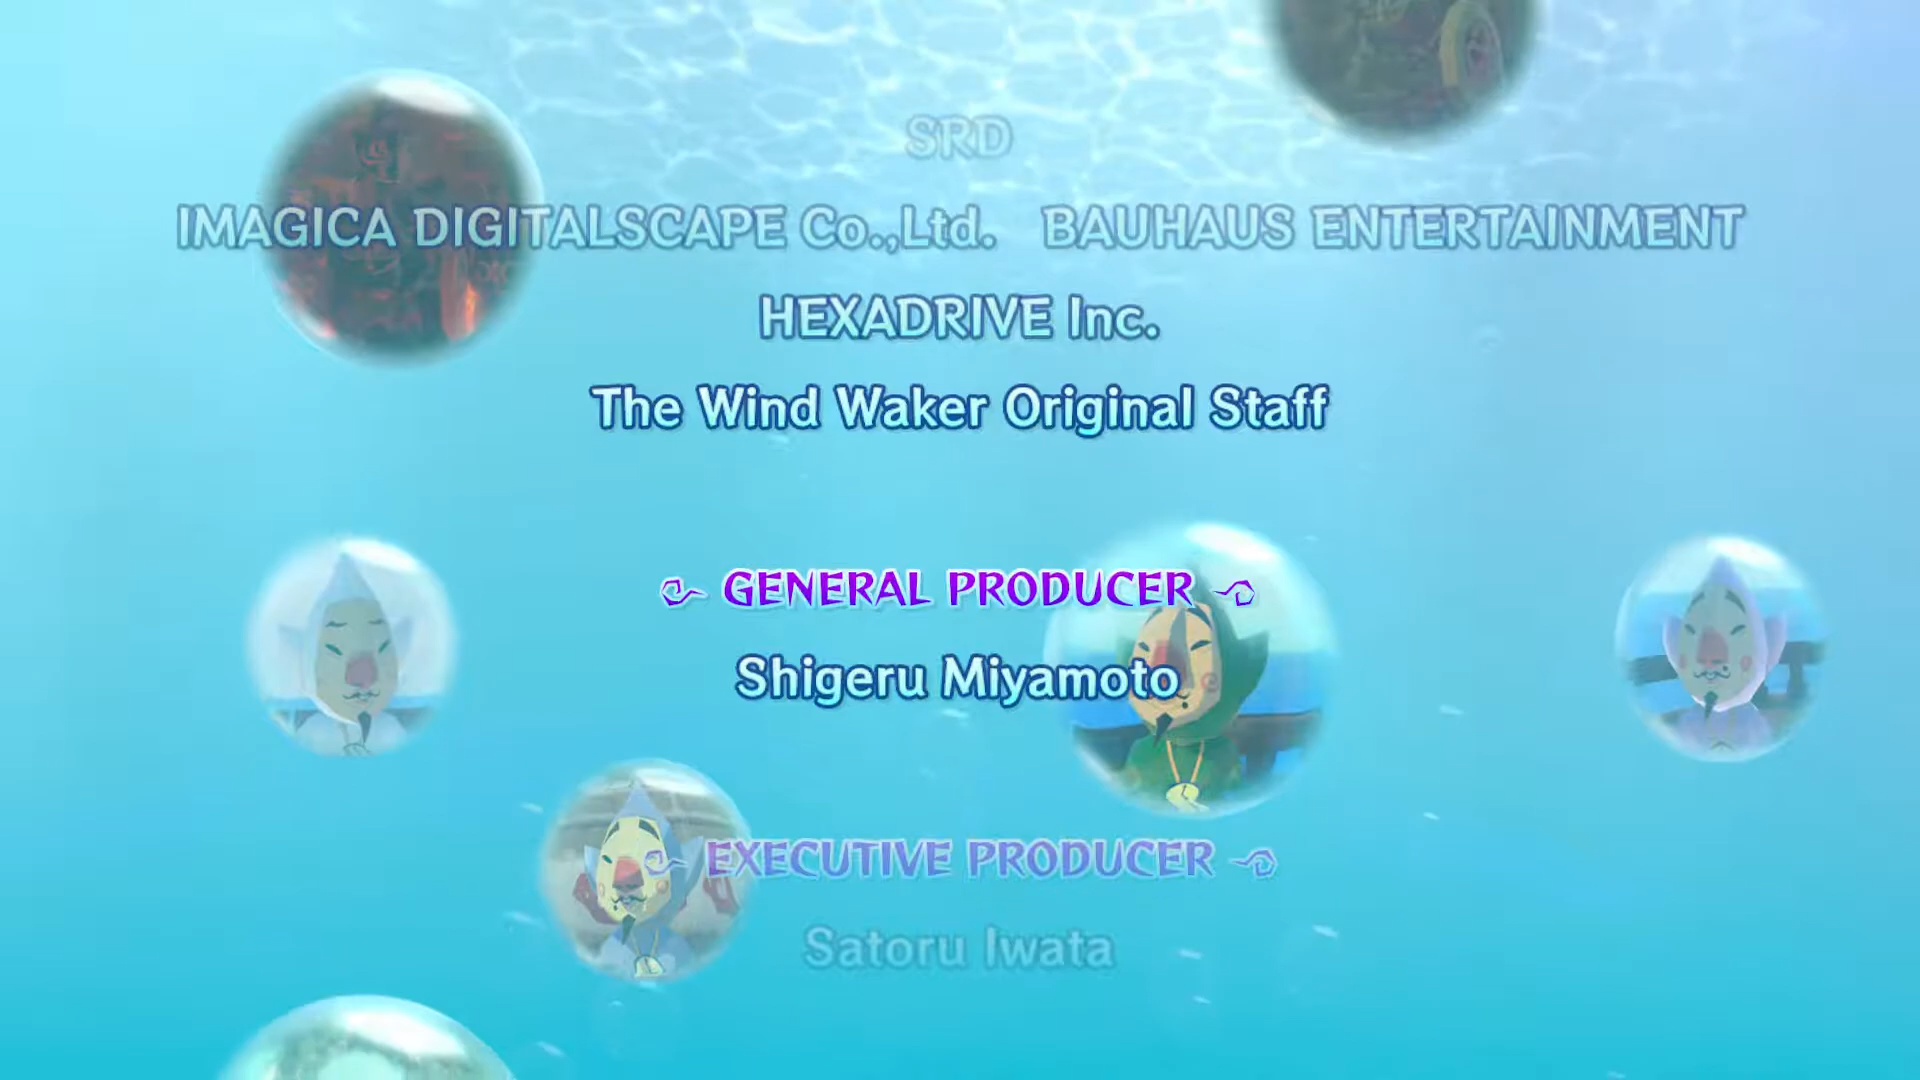 SRD
IMAGICA DIGITALSCAPE Co.,Ltd. BAUHAUS ENTERTAINMENT
HEXADRIVE Inc.
The Wind Waker Original Staff
GENERAL PRODUCER
Shigeru Miyamoto
EXECUTIVE PRODUCER
Satoru Iwata